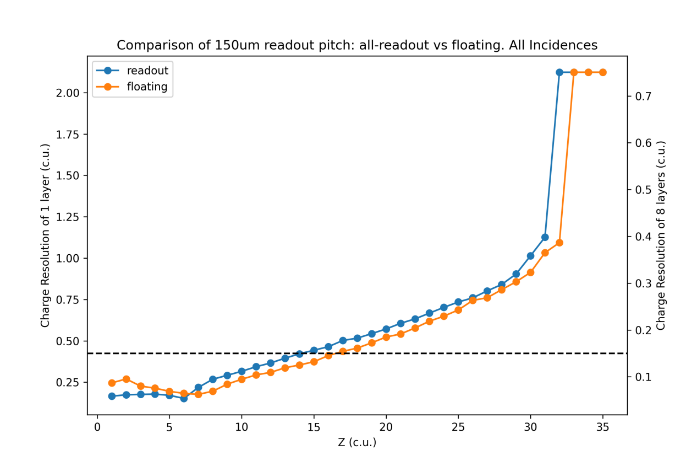 Comparison of 150um readout pitch: all-readout vs floating. All Incidences
readout
floating
Charge Resolution of 1 layer (c.u.)
2.00
1.75
1.50
1.25
1.00
0.75
0.50
0.25
0.7
0.6
0.5
0.4
0.3
0.2
0.1
Charge Resolution of 8 layers (c.u.)
0 5 10 15 20 25 30 35
Z (c.u.)